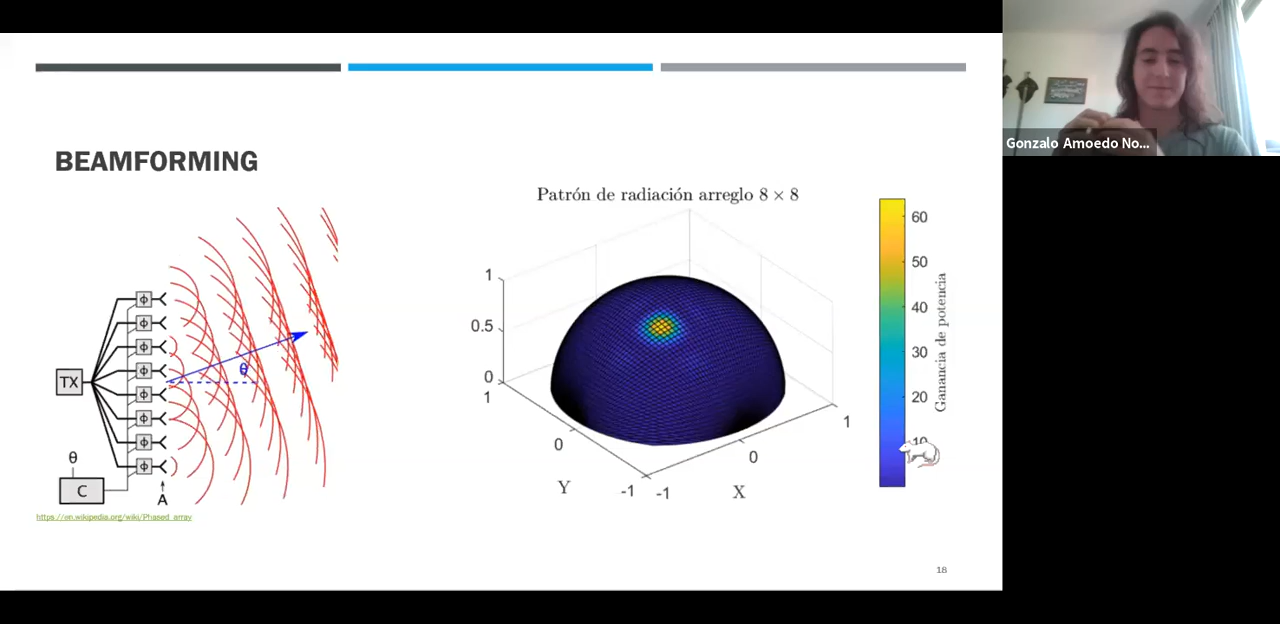 Gonzalo Amoedo No...
BEAMFORMING
TX
ϕ
ϕ
ϕ
ϕ
ϕ
ϕ
ϕ
ϕ
θ
θ
C
A
https://en.wikipedia.org/wiki/Phased_array
Patrón de radiación arreglo 8 × 8
1
0.5
0
1
0
-1
Y
-1
0
1
X
60
50
40
30
20
10
Ganancia de potencia
18